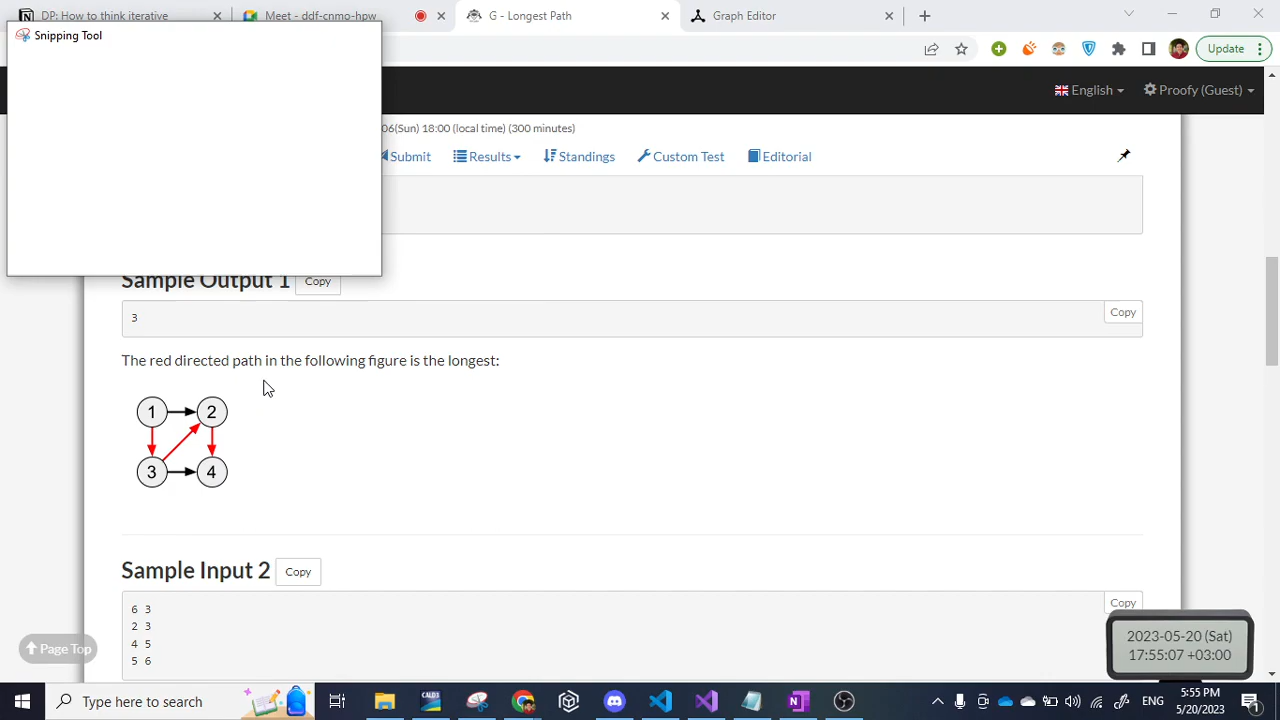 DP: How to think iterative
Meet - ddf-cnmo-hpw
G - Longest Path
Graph Editor
Snipping Tool
Update
English
Proofy (Guest)
06(Sun) 18:00 (local time) (300 minutes)
Submit
Results
Standings
Custom Test
Editorial
Sample Output 1
Copy
3
Copy
The red directed path in the following figure is the longest:
1
2
3
4
Sample Input 2
Copy
6 3
Copy
2 3
4 5
5 6
Page Top
2023-05-20 (Sat)
17:55:07 +03:00
Type here to search
ENG
5:55 PM
5/20/2023